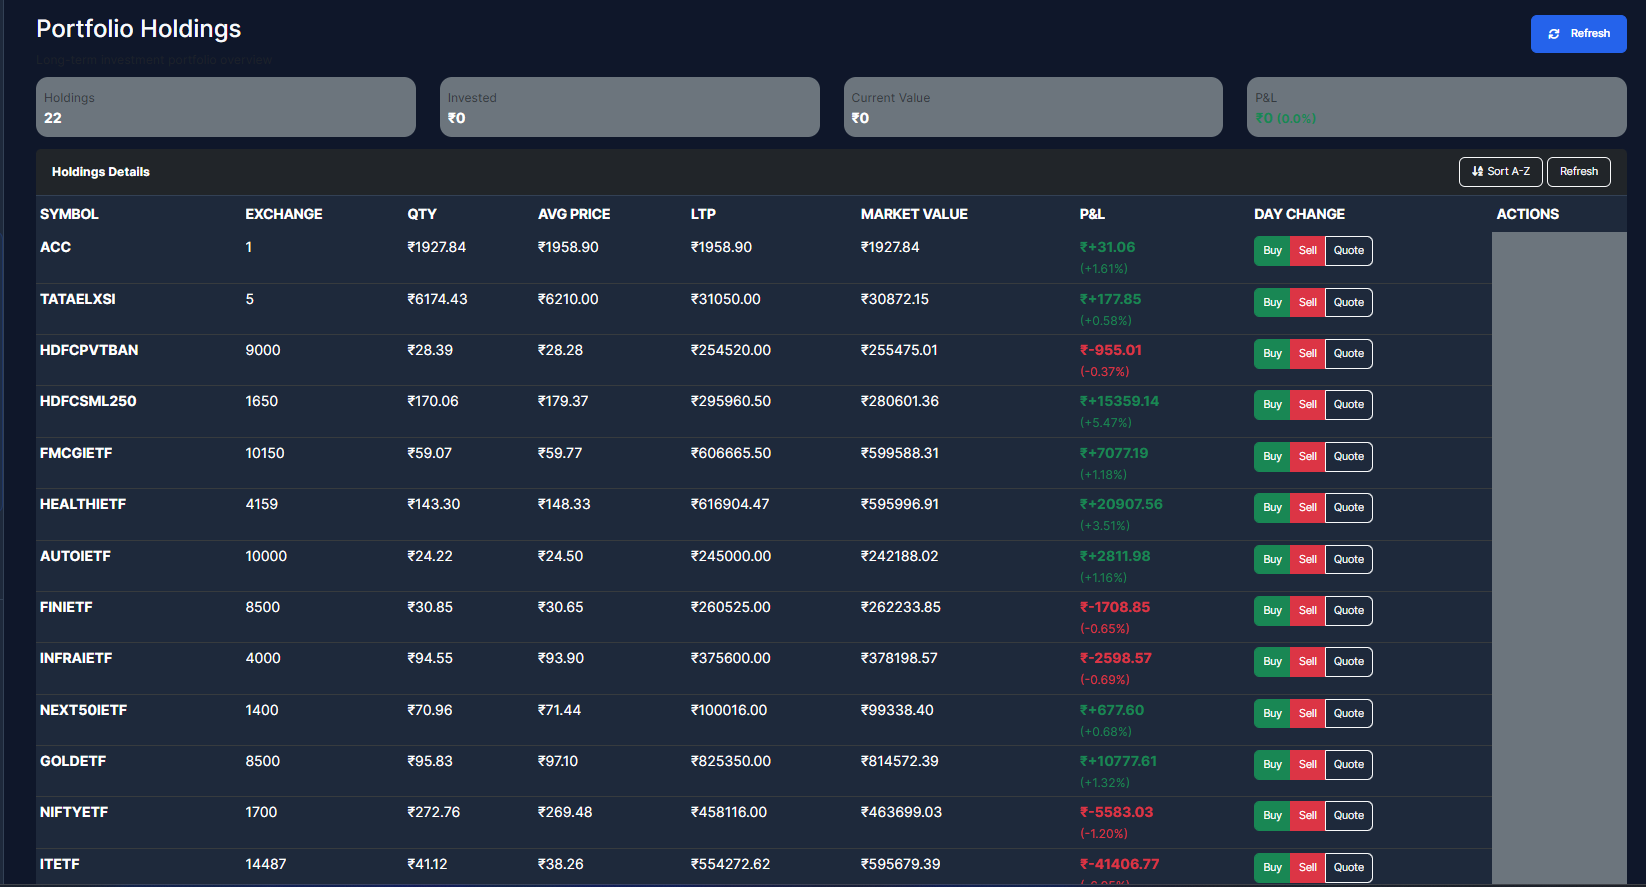 Portfolio Holdings
Refresh
Long-term investment portfolio overview
Holdings
22
Invested
₹0
Current Value
₹0
P&L
₹0 (0.0%)
Holdings Details
Sort A-Z Refresh
SYMBOL EXCHANGE QTY AVG PRICE LTP MARKET VALUE P&L DAY CHANGE ACTIONS
ACC 1 ₹1927.84 ₹1958.90 ₹1958.90 ₹1927.84 ₹+31.06 Buy Sell Quote
(+1.61%)
TATAELXSI 5 ₹6174.43 ₹6210.00 ₹31050.00 ₹30872.15 ₹+177.85 Buy Sell Quote
(+0.58%)
HDFCPVTBAN 9000 ₹28.39 ₹28.28 ₹254520.00 ₹255475.01 ₹-955.01 Buy Sell Quote
(-0.37%)
HDFCSML250 1650 ₹170.06 ₹179.37 ₹295960.50 ₹280601.36 ₹+15359.14 Buy Sell Quote
(+5.47%)
FMCGIETF 10150 ₹59.07 ₹59.77 ₹606665.50 ₹599588.31 ₹+7077.19 Buy Sell Quote
(+1.18%)
HEALTHIETF 4159 ₹143.30 ₹148.33 ₹616904.47 ₹595996.91 ₹+20907.56 Buy Sell Quote
(+3.51%)
AUTOIETF 10000 ₹24.22 ₹24.50 ₹245000.00 ₹242188.02 ₹+2811.98 Buy Sell Quote
(+1.16%)
FINIETF 8500 ₹30.85 ₹30.65 ₹260525.00 ₹262233.85 ₹-1708.85 Buy Sell Quote
(-0.65%)
INFRAIETF 4000 ₹94.55 ₹93.90 ₹375600.00 ₹378198.57 ₹-2598.57 Buy Sell Quote
(-0.69%)
NEXT50IETF 1400 ₹70.96 ₹71.44 ₹100016.00 ₹99338.40 ₹+677.60 Buy Sell Quote
(+0.68%)
GOLDETF 8500 ₹95.83 ₹97.10 ₹825350.00 ₹814572.39 ₹+10777.61 Buy Sell Quote
(+1.32%)
NIFTYETF 1700 ₹272.76 ₹269.48 ₹458116.00 ₹463699.03 ₹-5583.03 Buy Sell Quote
(-1.20%)
ITETF 14487 ₹41.12 ₹38.26 ₹554272.62 ₹595679.39 ₹-41406.77 Buy Sell Quote